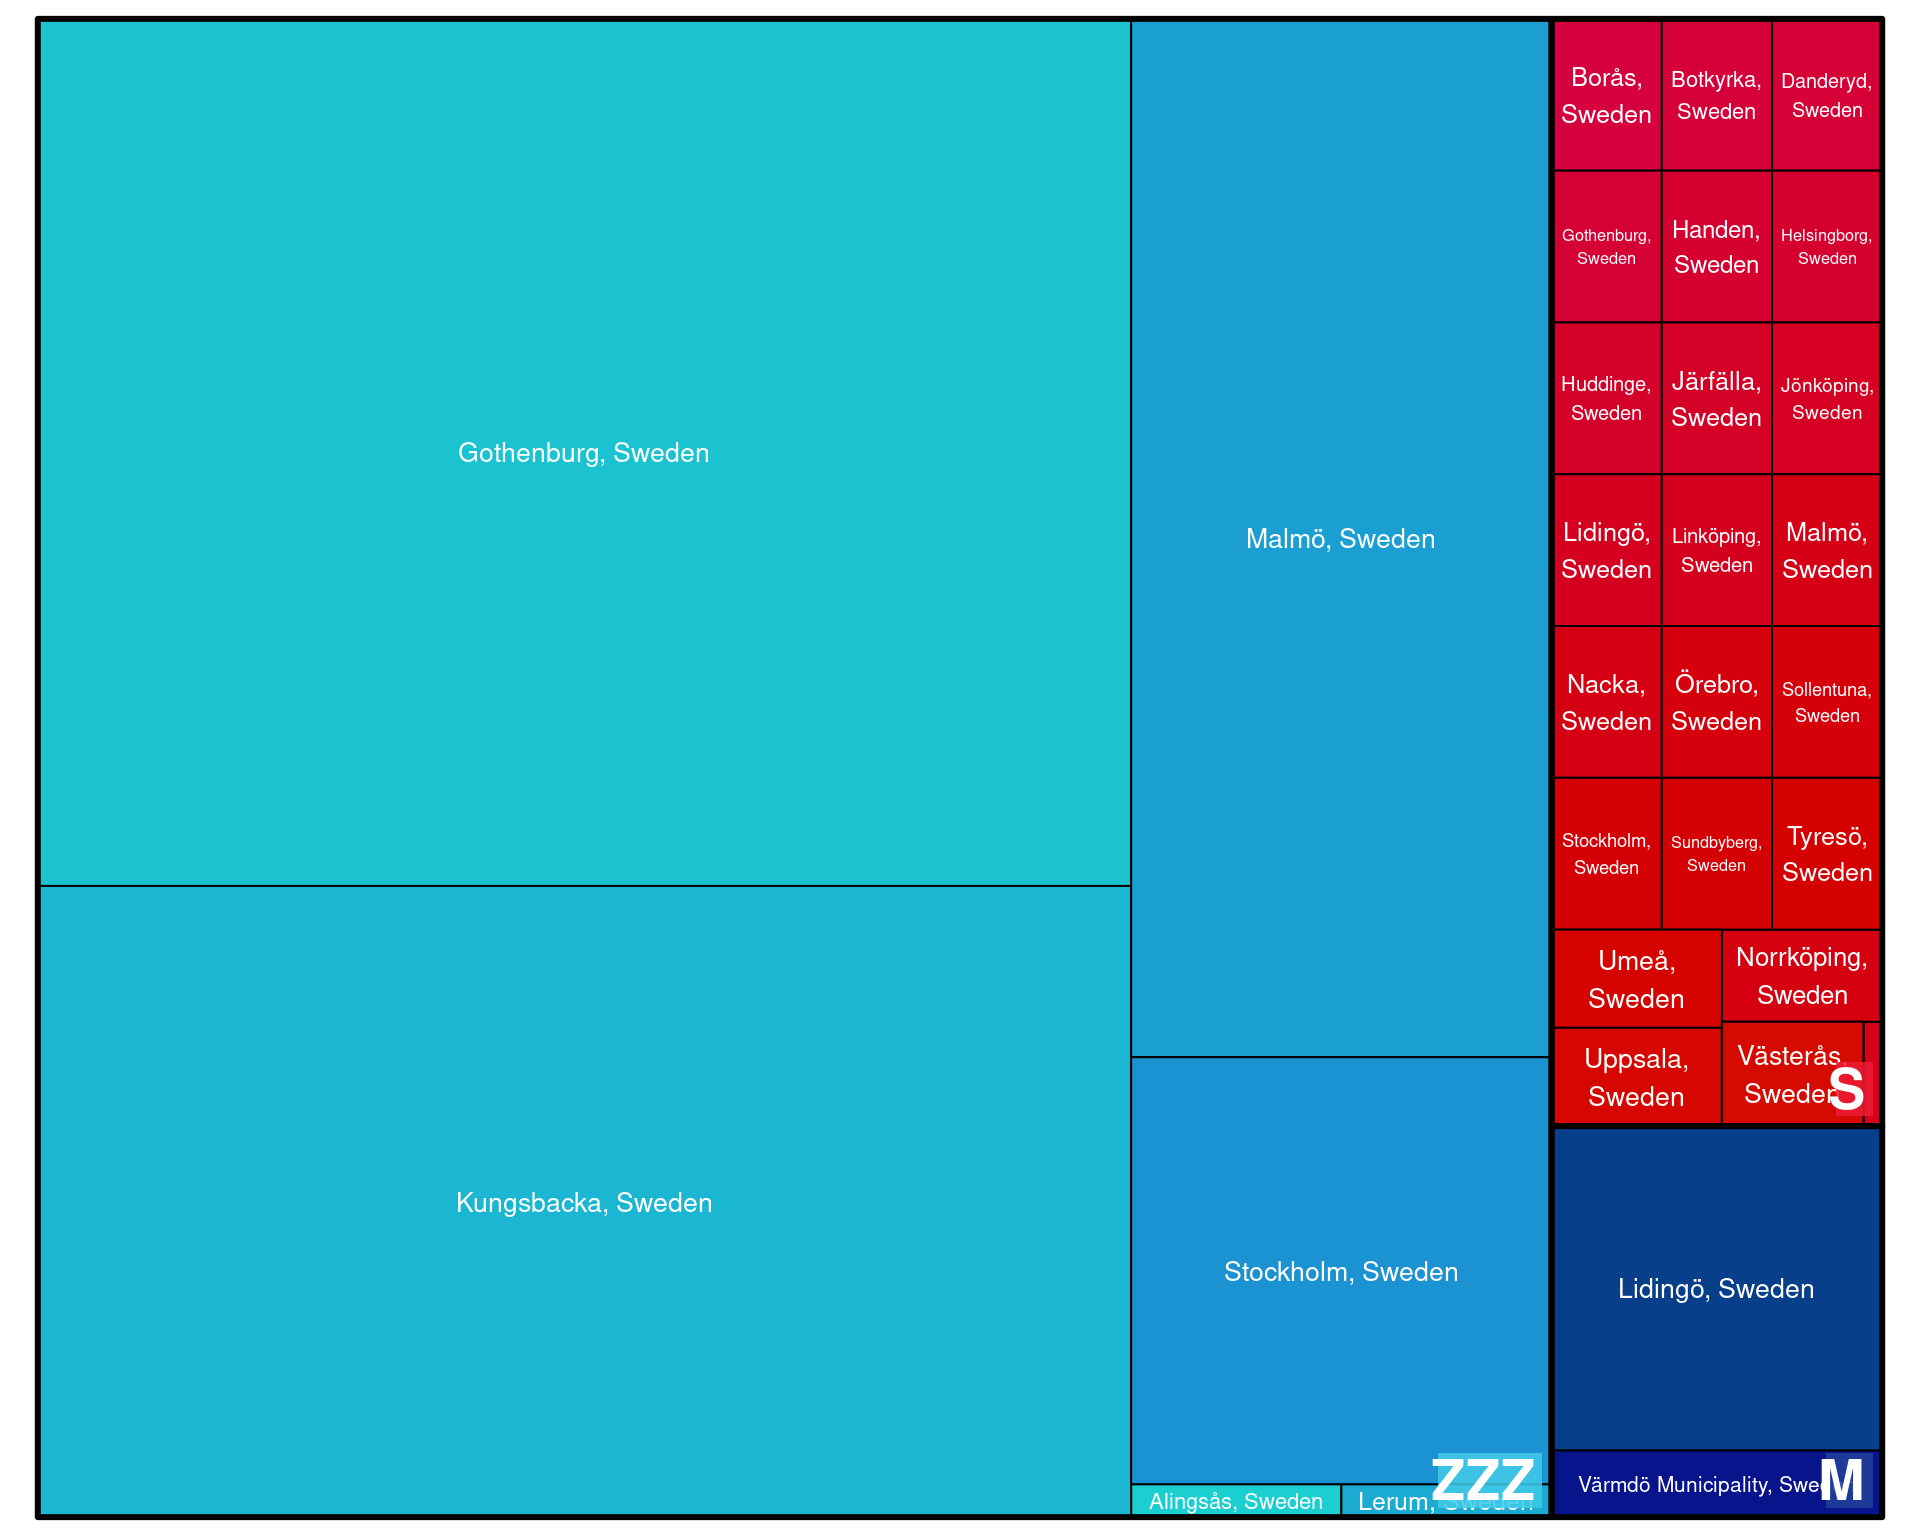 Gothenburg, Sweden
Kungsbacka, Sweden
Malmö, Sweden
Stockholm, Sweden
Alingsås, Sweden
Lerum, Sweden
ZZZ
Borås,
Sweden
Botkyrka,
Sweden
Danderyd,
Sweden
Gothenburg,
Sweden
Handen,
Sweden
Helsingborg,
Sweden
Huddinge,
Sweden
Järfälla,
Sweden
Jönköping,
Sweden
Lidingö,
Sweden
Linköping,
Sweden
Malmö,
Sweden
Nacka,
Sweden
Örebro,
Sweden
Sollentuna,
Sweden
Stockholm,
Sweden
Sundbyberg,
Sweden
Tyresö,
Sweden
Umeå,
Sweden
Norrköping,
Sweden
Uppsala,
Sweden
Västerås,
Sweden
S
Lidingö, Sweden
Värmdö Municipality, Sweden
M